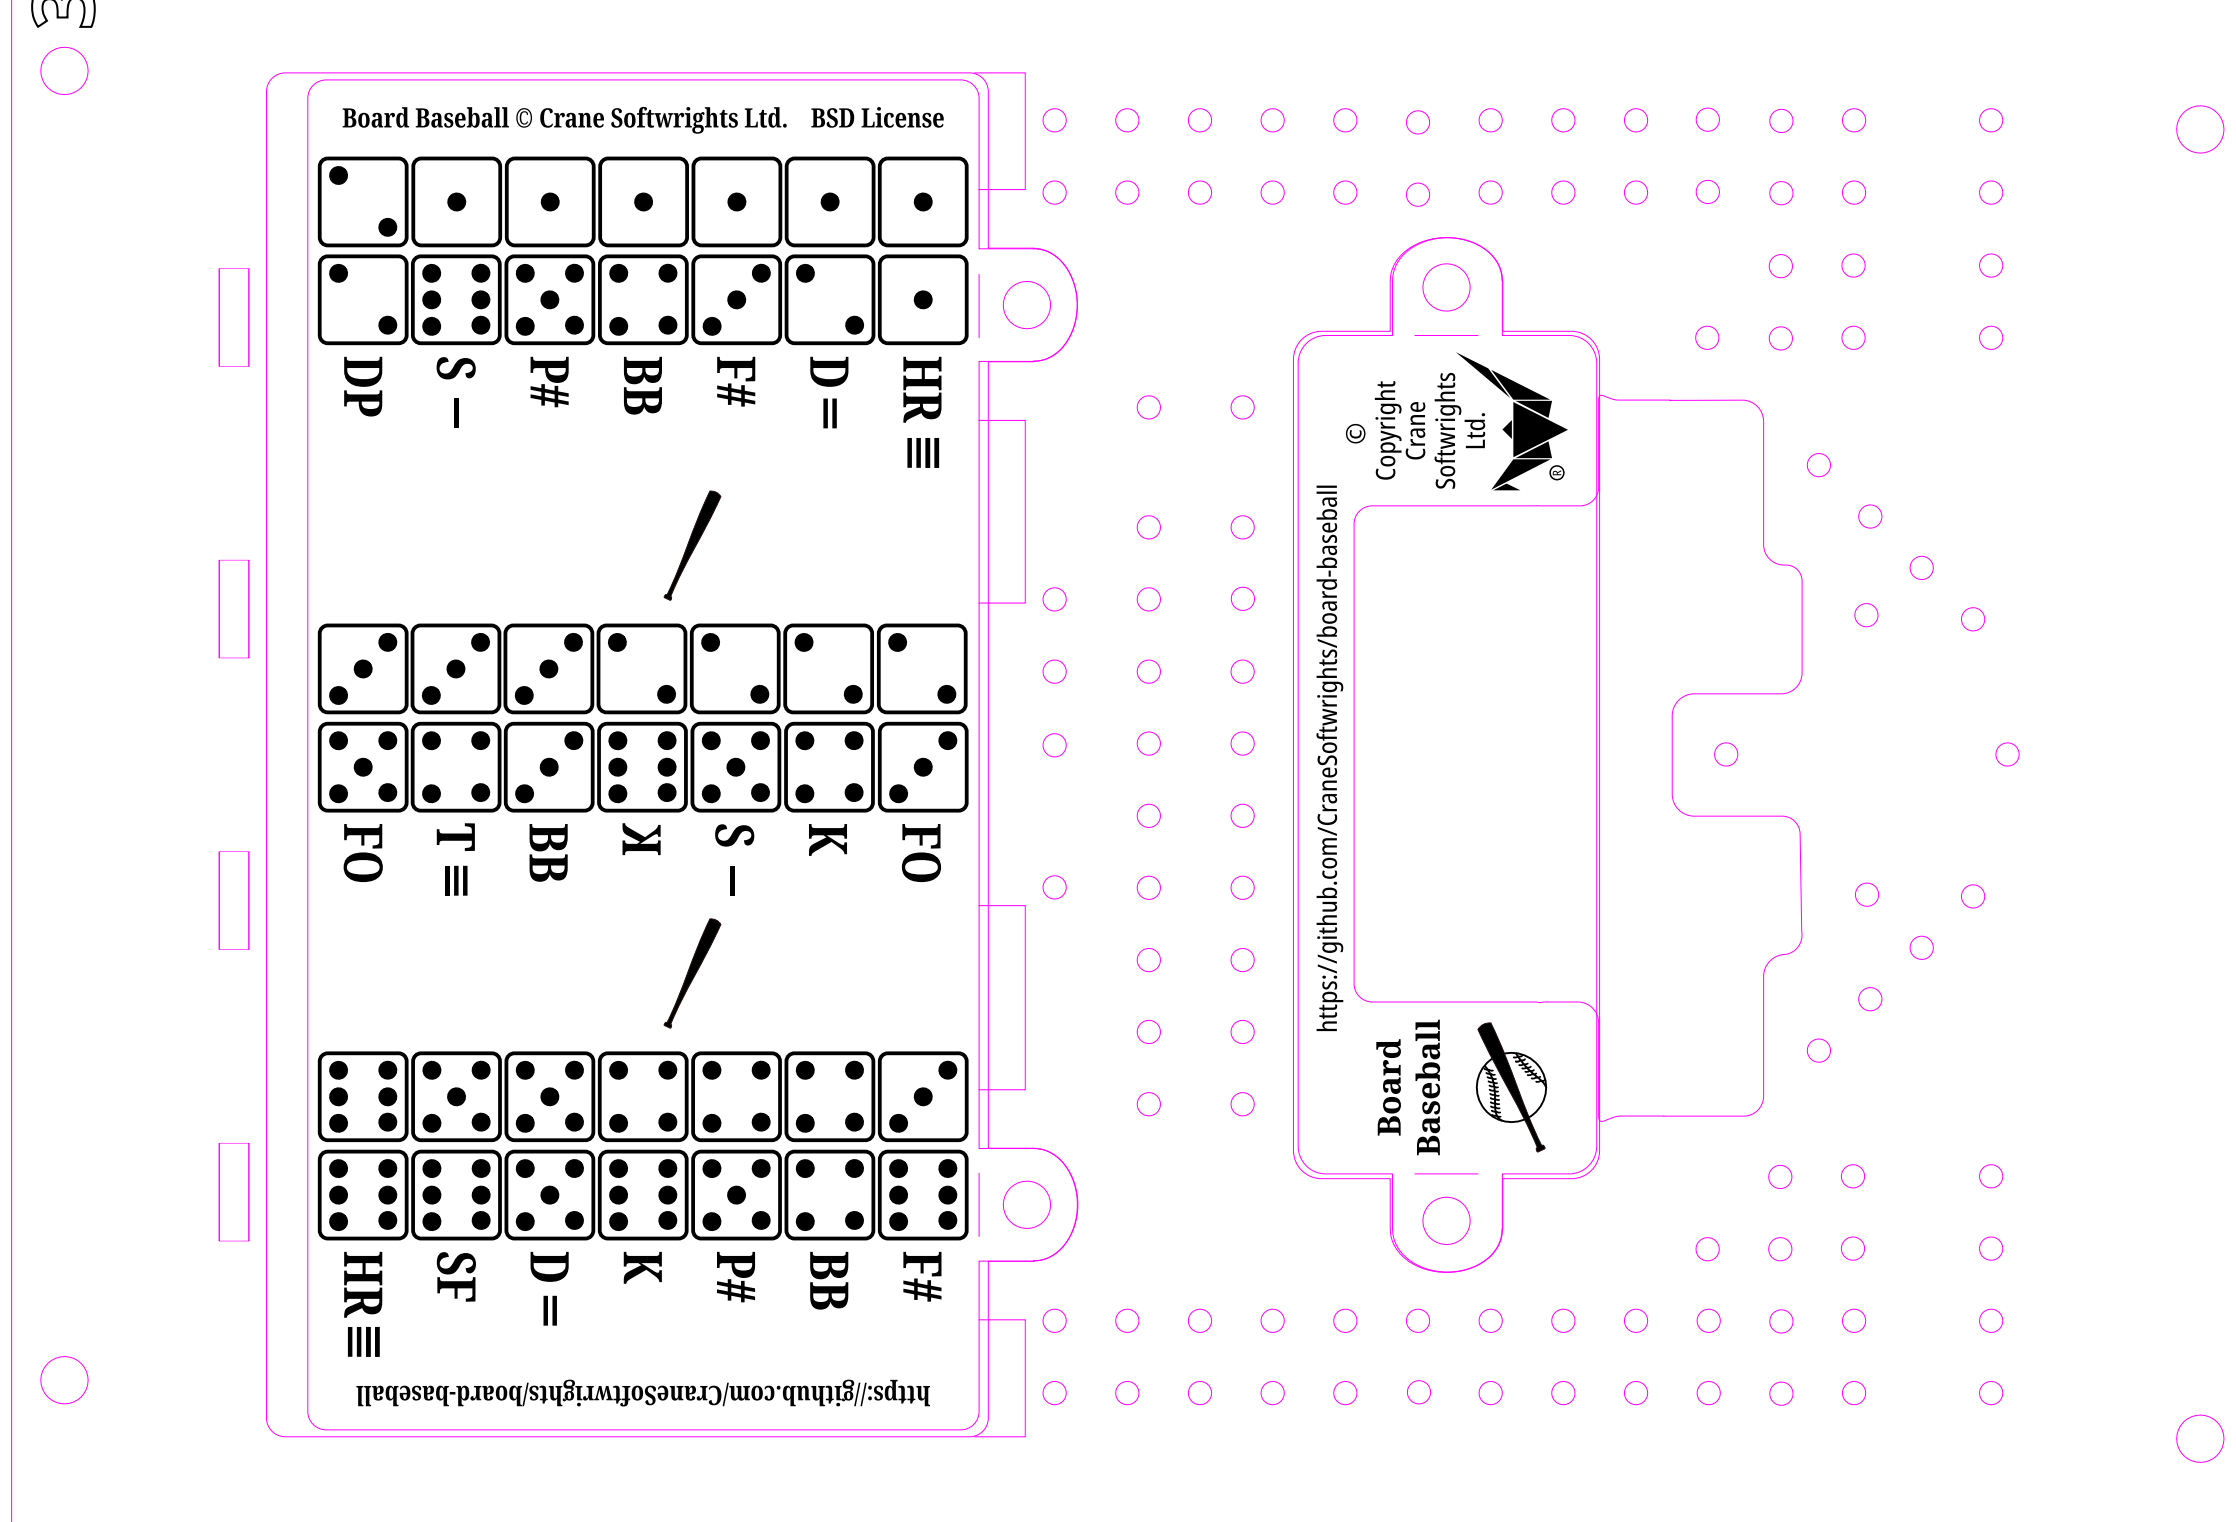 3
Board Baseball © Crane Softwrights Ltd. BSD License
DP
S –
P#
BB
F#
D =
HR ≣
FO
T ≡
BB
K
S –
K
FO
HR ≣
SF
D =
K
P#
BB
F#
https://github.com/CraneSoftwrights/board-baseball
©
Copyright
Crane
Softwrights
Ltd.
®
https://github.com/CraneSoftwrights/board-baseball
Board
Baseball